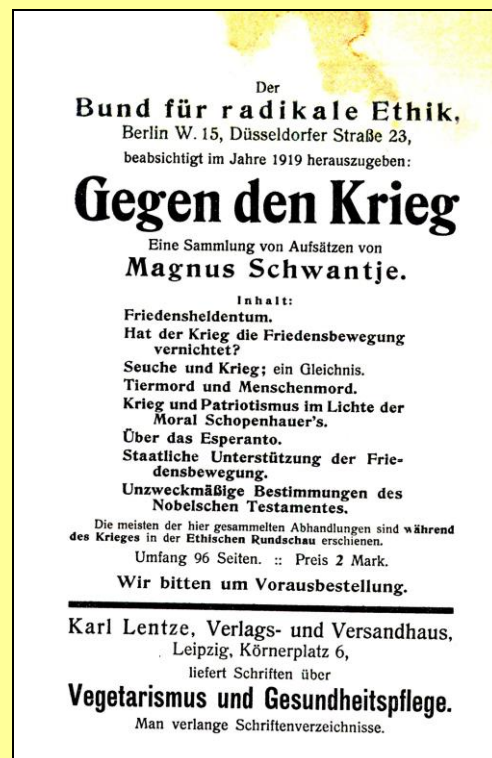 Der
Bund für radikale Ethik,
Berlin W. 15, Düsseldorfer Straße 23,
beabsichtigt im Jahre 1919 herauszugeben:
Gegen den Krieg
Eine Sammlung von Aufsätzen von
Magnus Schwantje.
Inhalt:
Friedensheldentum.
Hat der Krieg die Friedensbewegung
vernichtet?
Seuche und Krieg; ein Gleichnis.
Tiermord und Menschenmord.
Krieg und Patriotismus im Lichte der
Moral Schopenhauer's.
Über das Esperanto.
Staatliche Unterstützung der Frie-
densbewegung.
Unzweckmäßige Bestimmungen des
Nobelschen Testamentes.
Die meisten der hier gesammelten Abhandlungen sind während
des Krieges in der Ethischen Rundschau erschienen.
Umfang 96 Seiten. :: Preis 2 Mark.
Wir bitten um Vorausbestellung.
Karl Lentze, Verlags- und Versandhaus,
Leipzig, Körnerplatz 6,
liefert Schriften über
Vegetarismus und Gesundheitspflege.
Man verlange Schriftenverzeichnisse.